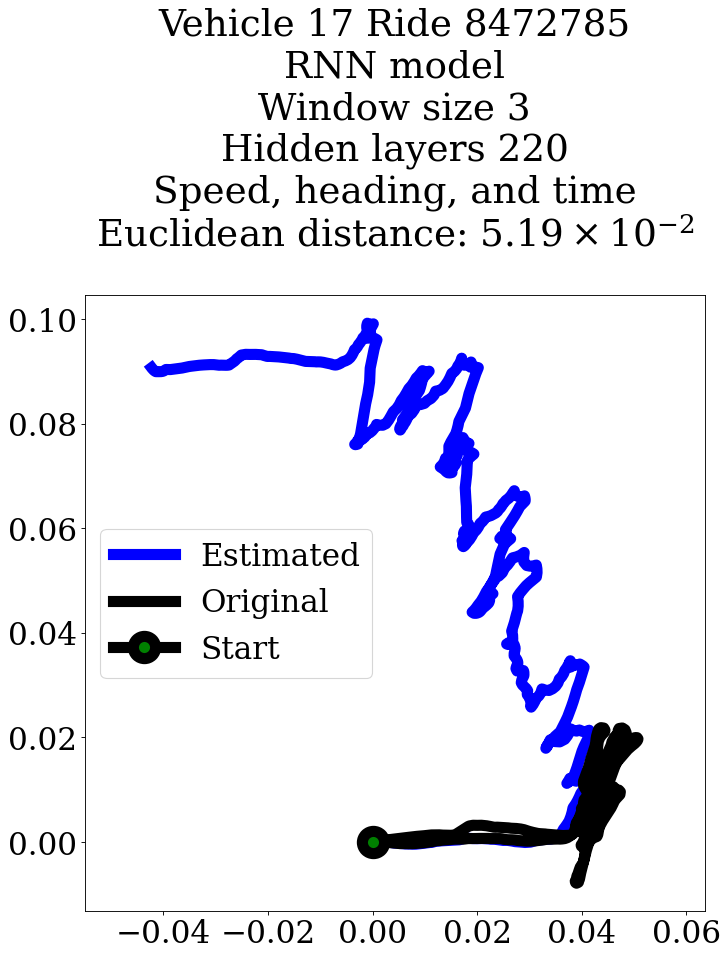 Vehicle 17 Ride 8472785
RNN model
Window size 3
Hidden layers 220
Speed, heading, and time
Euclidean distance: 5.19 × 10⁻²
0.10
0.08
0.06
0.04
0.02
0.00
Estimated
Original
Start
−0.04 −0.02 0.00 0.02 0.04 0.06